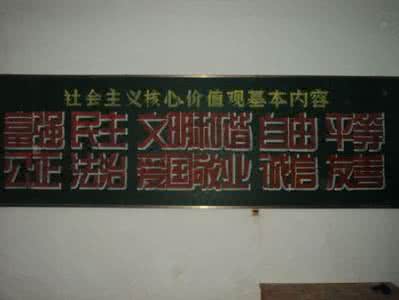 社会主义核心价值观基本内容
富强 民主 文明和谐 自由 平等
公正 法治 爱国敬业 诚信 友善